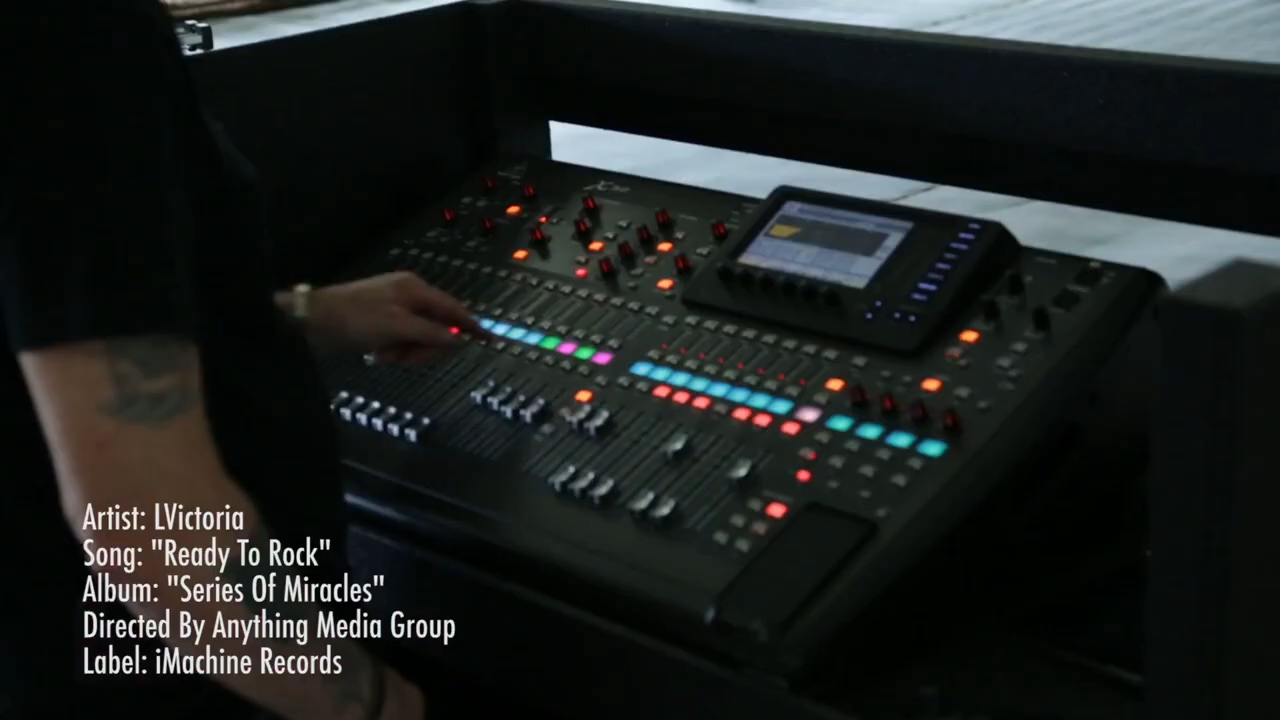 Artist: LVictoria
Song: "Ready To Rock"
Album: "Series Of Miracles"
Directed By Anything Media Group
Label: iMachine Records